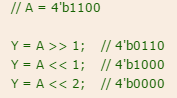 // A = 4'b1100
Y = A >> 1; // 4'b0110
Y = A << 1; // 4'b1000
Y = A << 2; // 4'b0000